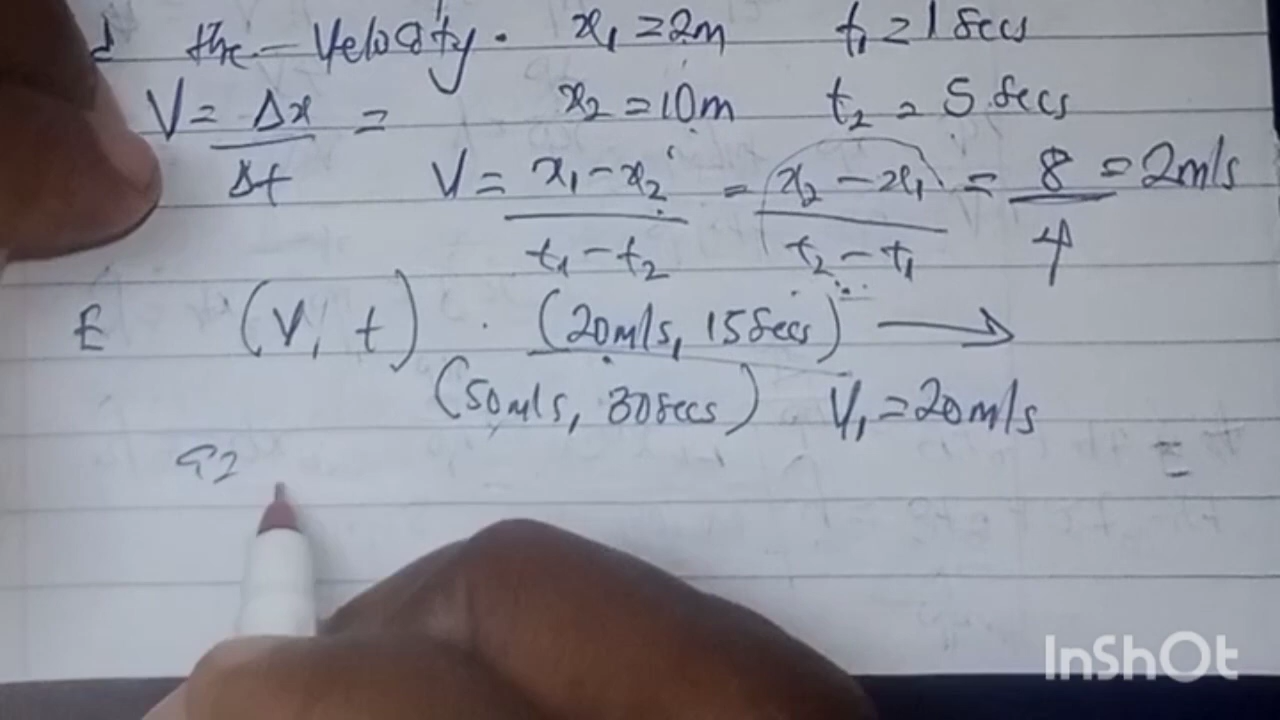 the - Velocity. x₁ = 2m t₁ = 1 secs
V = Δx/Δt = x₂ = 10m t₂ = 5 secs
V = x₁ - x₂ / t₁ - t₂ = x₂ - x₁ / t₂ - t₁ = 8/4 = 2m/s
E (V, t) . (20m/s, 15secs) →
(50m/s, 30secs) V₁ = 20m/s
=
InShOt